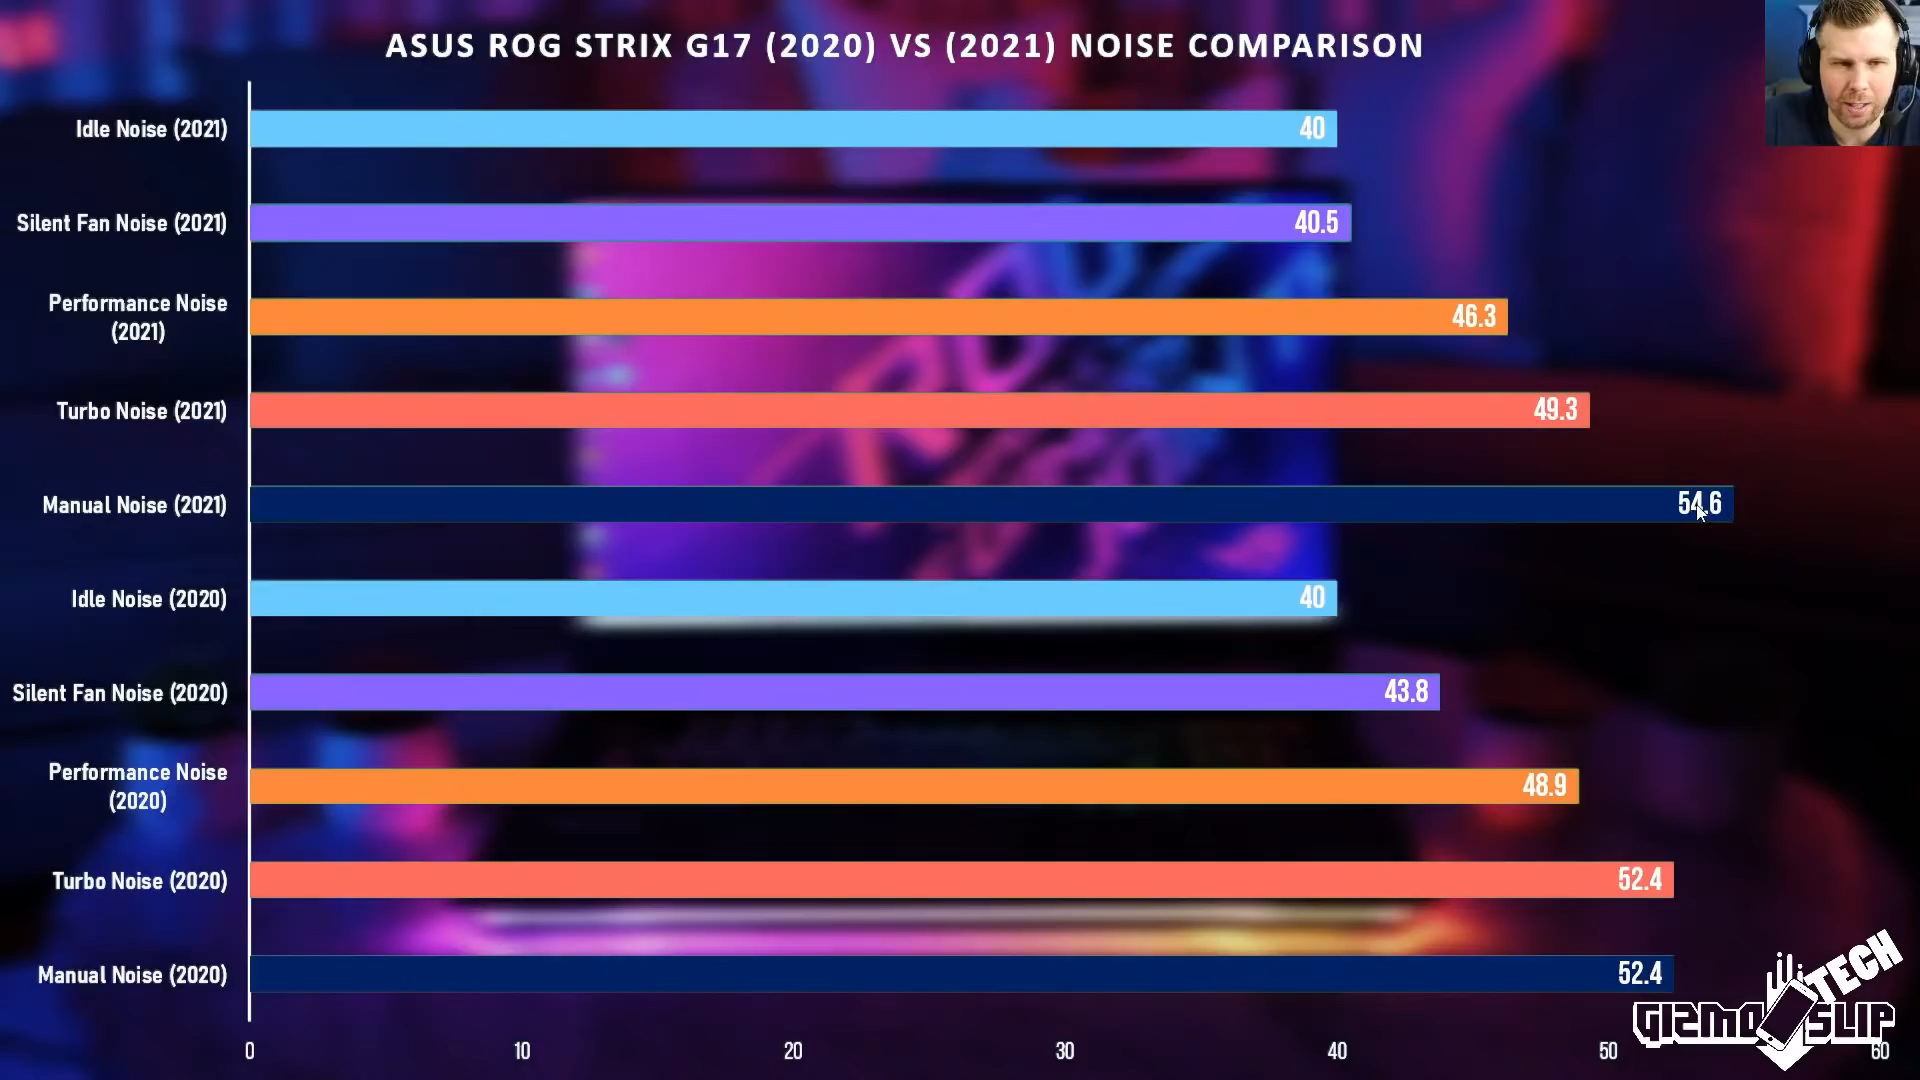 ASUS ROG STRIX G17 (2020) VS (2021) NOISE COMPARISON
Idle Noise (2021)
40
Silent Fan Noise (2021)
40.5
Performance Noise
(2021)
46.3
Turbo Noise (2021)
49.3
Manual Noise (2021)
54.6
Idle Noise (2020)
40
Silent Fan Noise (2020)
43.8
Performance Noise
(2020)
48.9
Turbo Noise (2020)
52.4
Manual Noise (2020)
52.4
0 10 20 30 40 50 60
GIZMO SLIP TECH